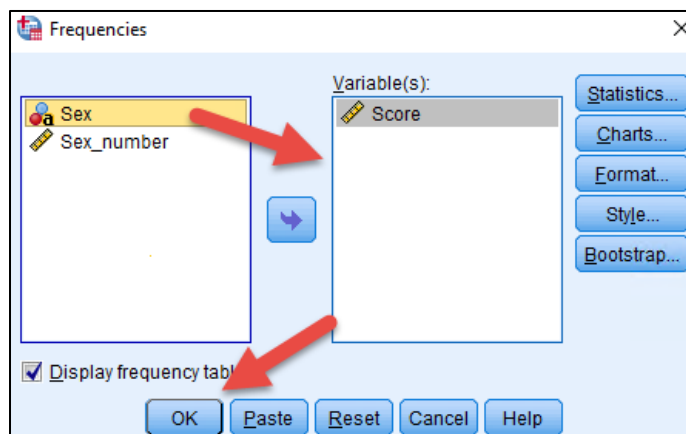 Frequencies
Variable(s):
Sex
Sex_number
Score
Statistics...
Charts...
Format...
Style...
Bootstrap...
Display frequency tabl
OK Paste Reset Cancel Help